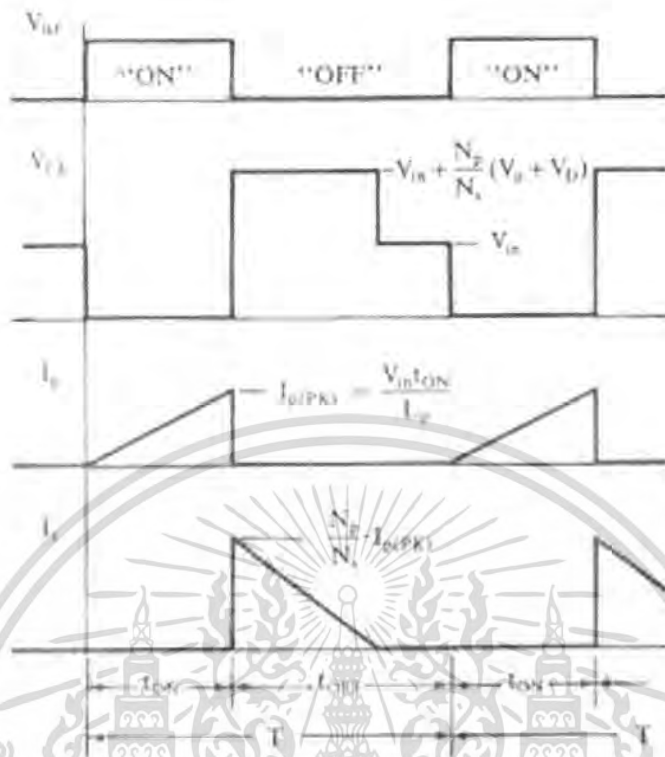 "ON" "OFF" "ON"
V_CE
V_in + N_P/N_s (V_o + V_D)
V_in
I_p
I_p(PK) = V_in t_ON / L_P
I_s
N_P/N_s · I_p(PK)
t_ON t_OFF t_ON
T T